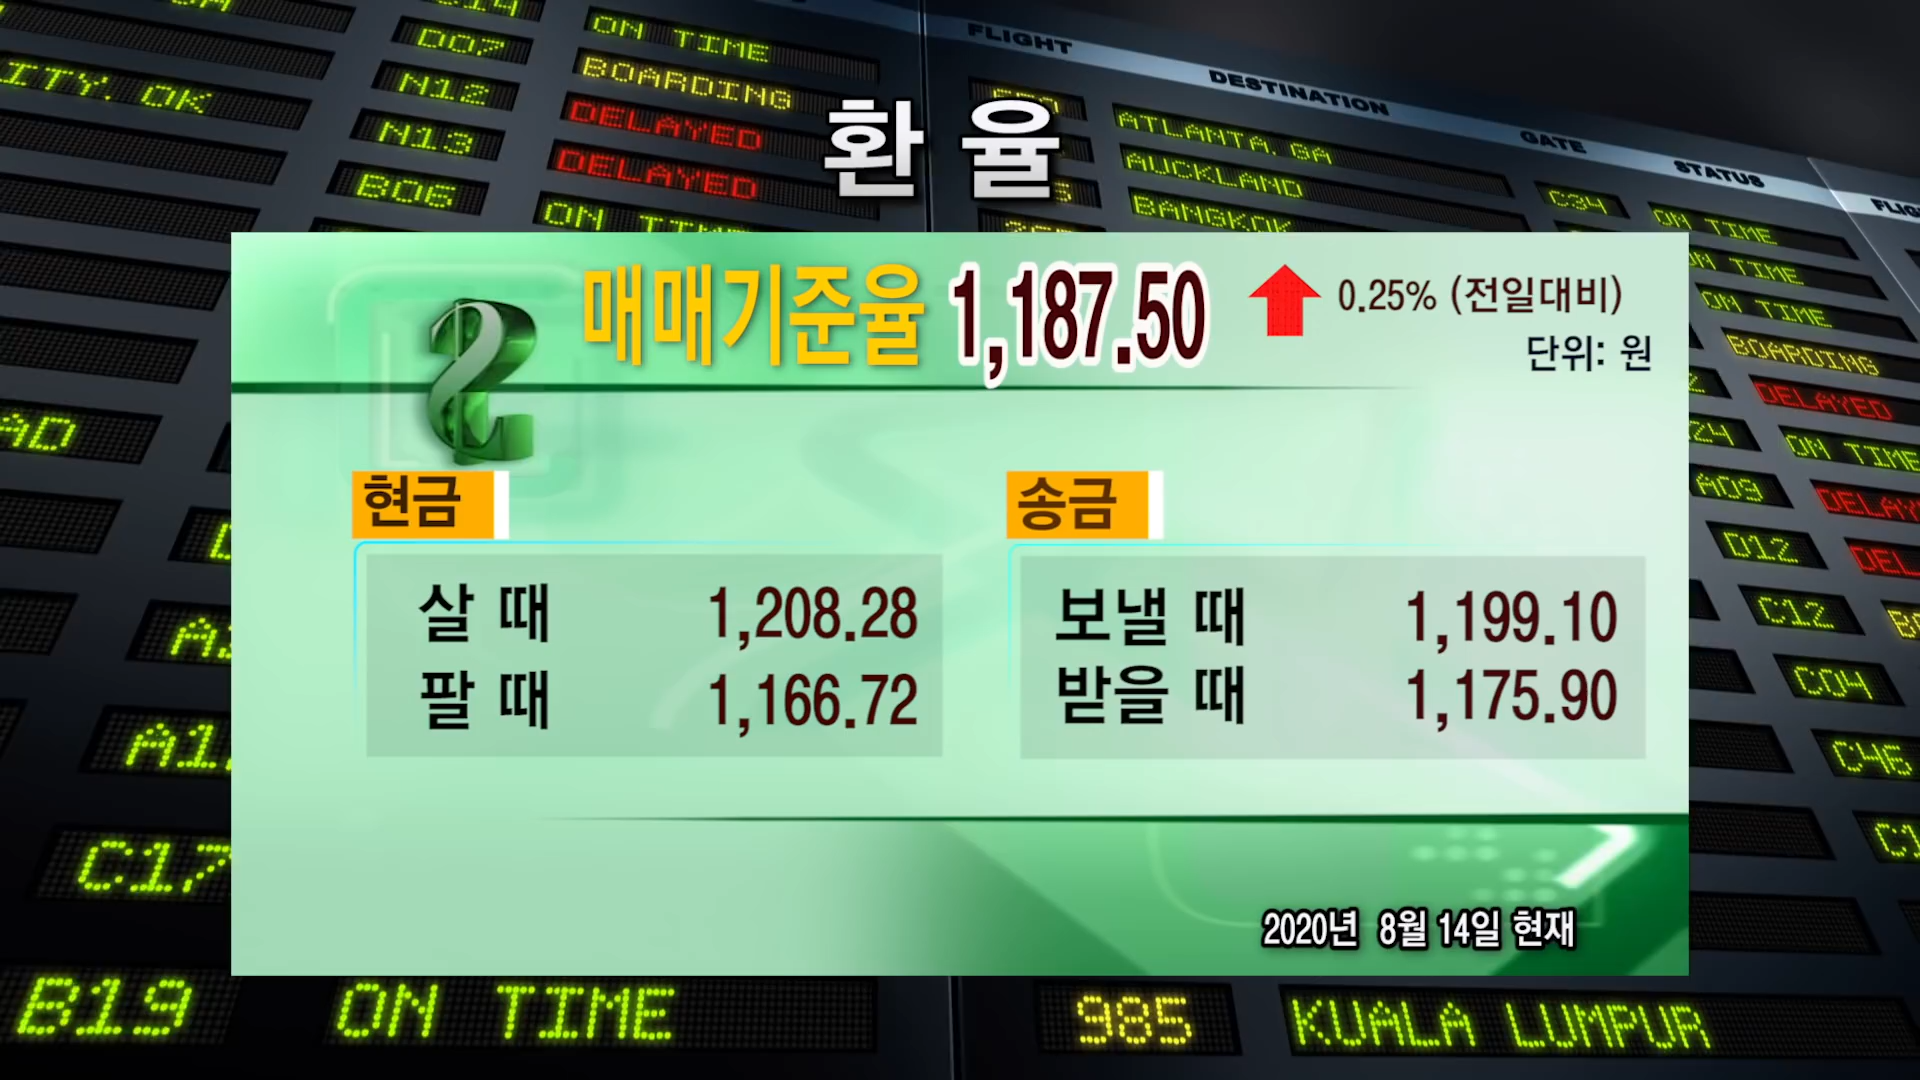 환 율
매매기준율 1,187.50 0.25% (전일대비)
단위: 원
현금
살 때 1,208.28
팔 때 1,166.72
송금
보낼 때 1,199.10
받을 때 1,175.90
2020년 8월 14일 현재
D07 ON TIME
N12 BOARDING
N13 DELAYED
B06 DELAYED
ON TIME
ITY. OK
FLIGHT DESTINATION GATE STATUS
ATLANTA. GA C34 ON TIME
AUCKLAND ON TIME
BANGKOK ON TIME
BOARDING
DELAYED
ON TIME
A09
D12
C12
C04
C46
C17
B19 ON TIME
985 KUALA LUMPUR